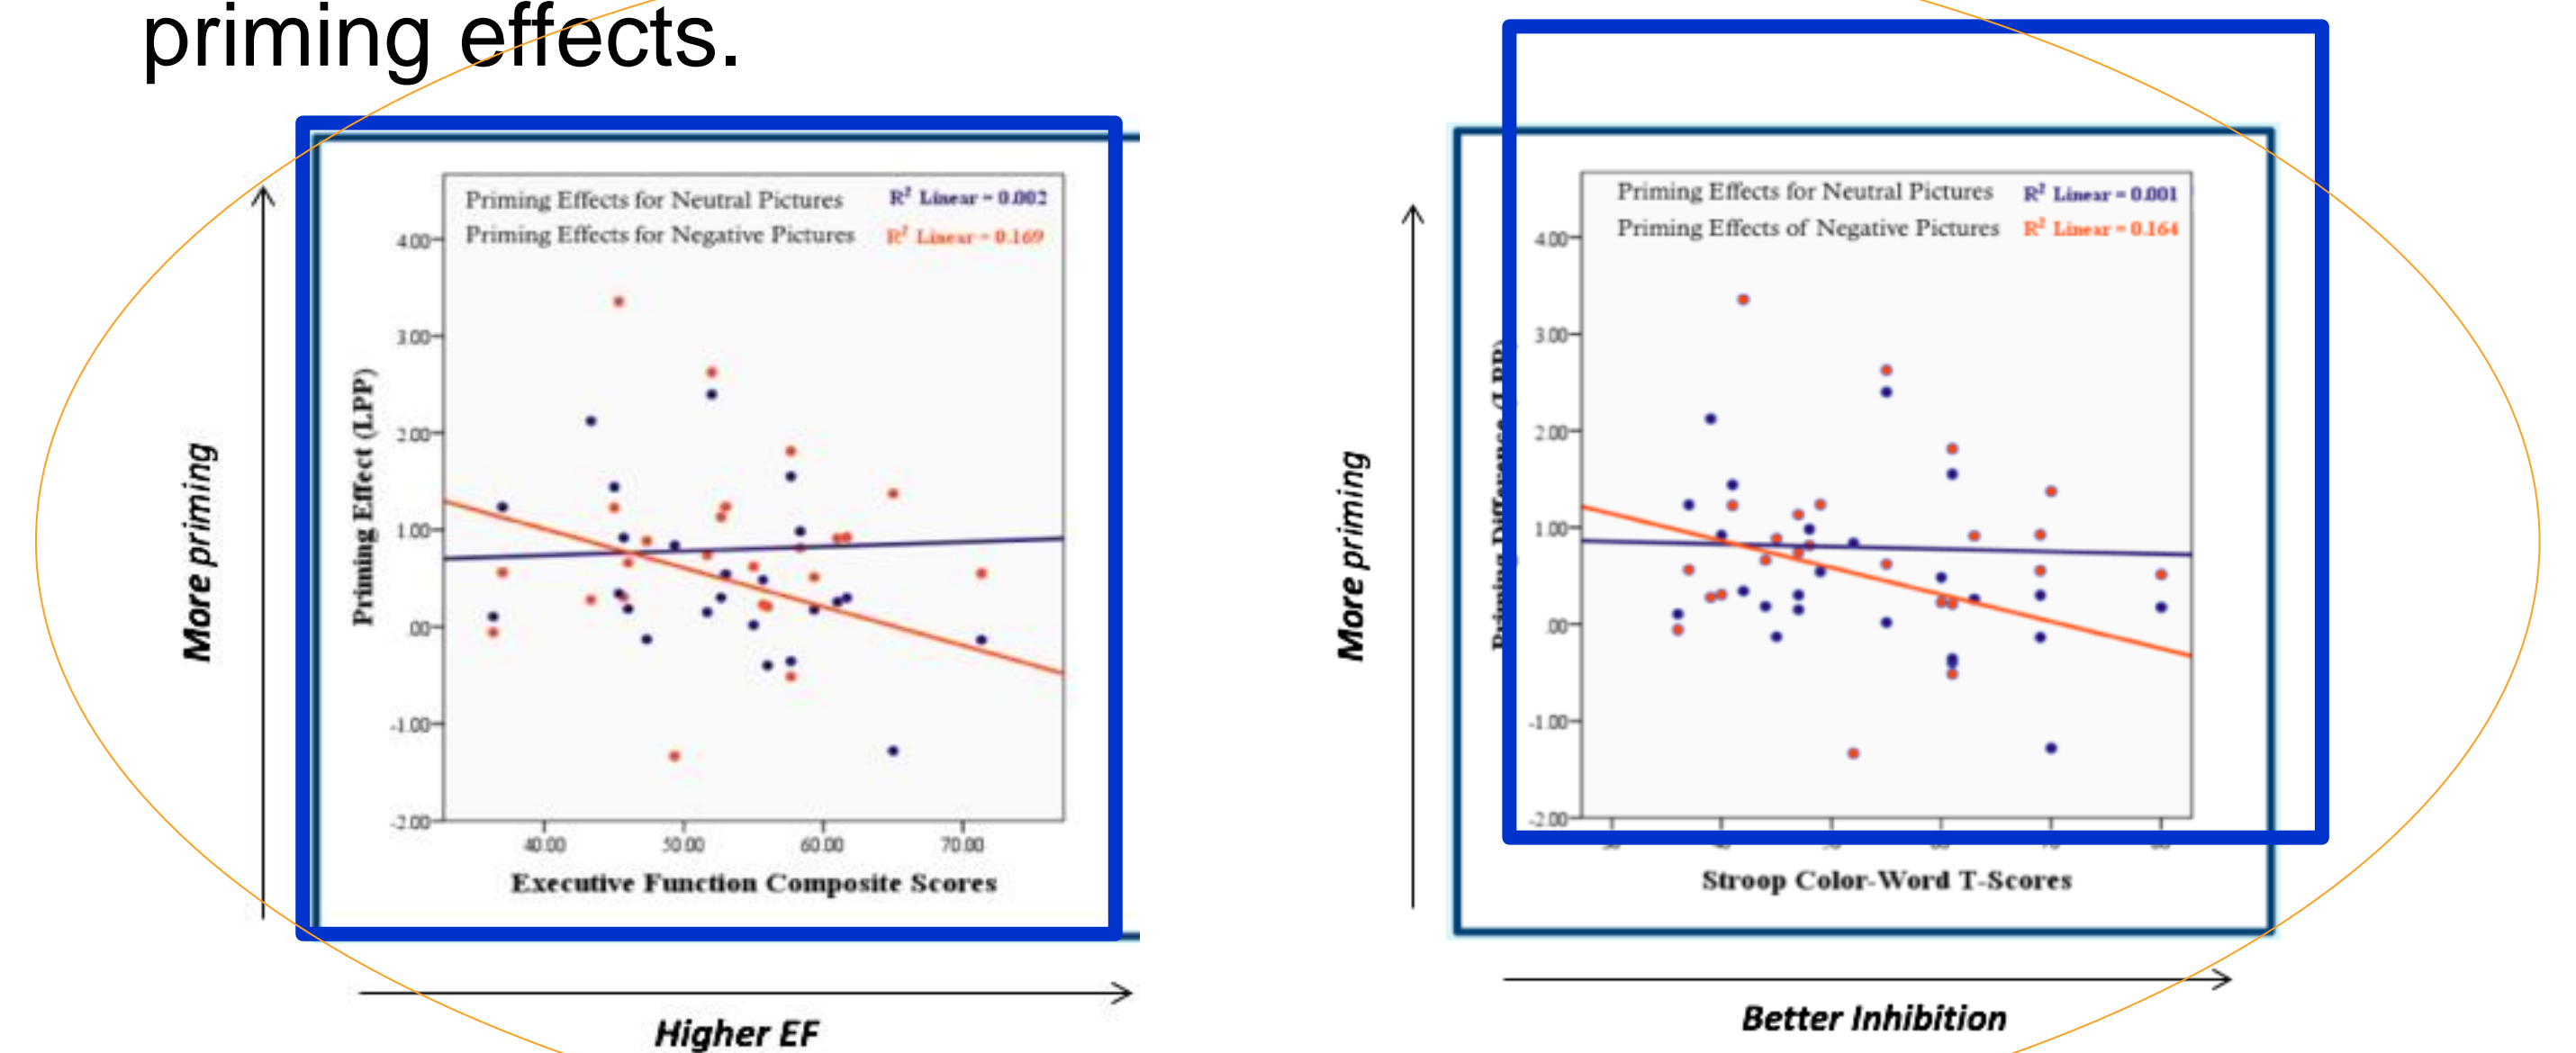 priming effects.
Priming Effects for Neutral Pictures R² Linear = 0.002
Priming Effects for Negative Pictures R² Linear = 0.169
4.00
3.00
2.00
1.00
.00
-1.00
-2.00
Priming Effect (LPP)
More priming
40.00 50.00 60.00 70.00
Executive Function Composite Scores
Higher EF
Priming Effects for Neutral Pictures R² Linear = 0.001
Priming Effects of Negative Pictures R² Linear = 0.164
4.00
3.00
2.00
1.00
.00
-1.00
-2.00
Priming Difference (LPP)
More priming
Stroop Color-Word T-Scores
Better Inhibition